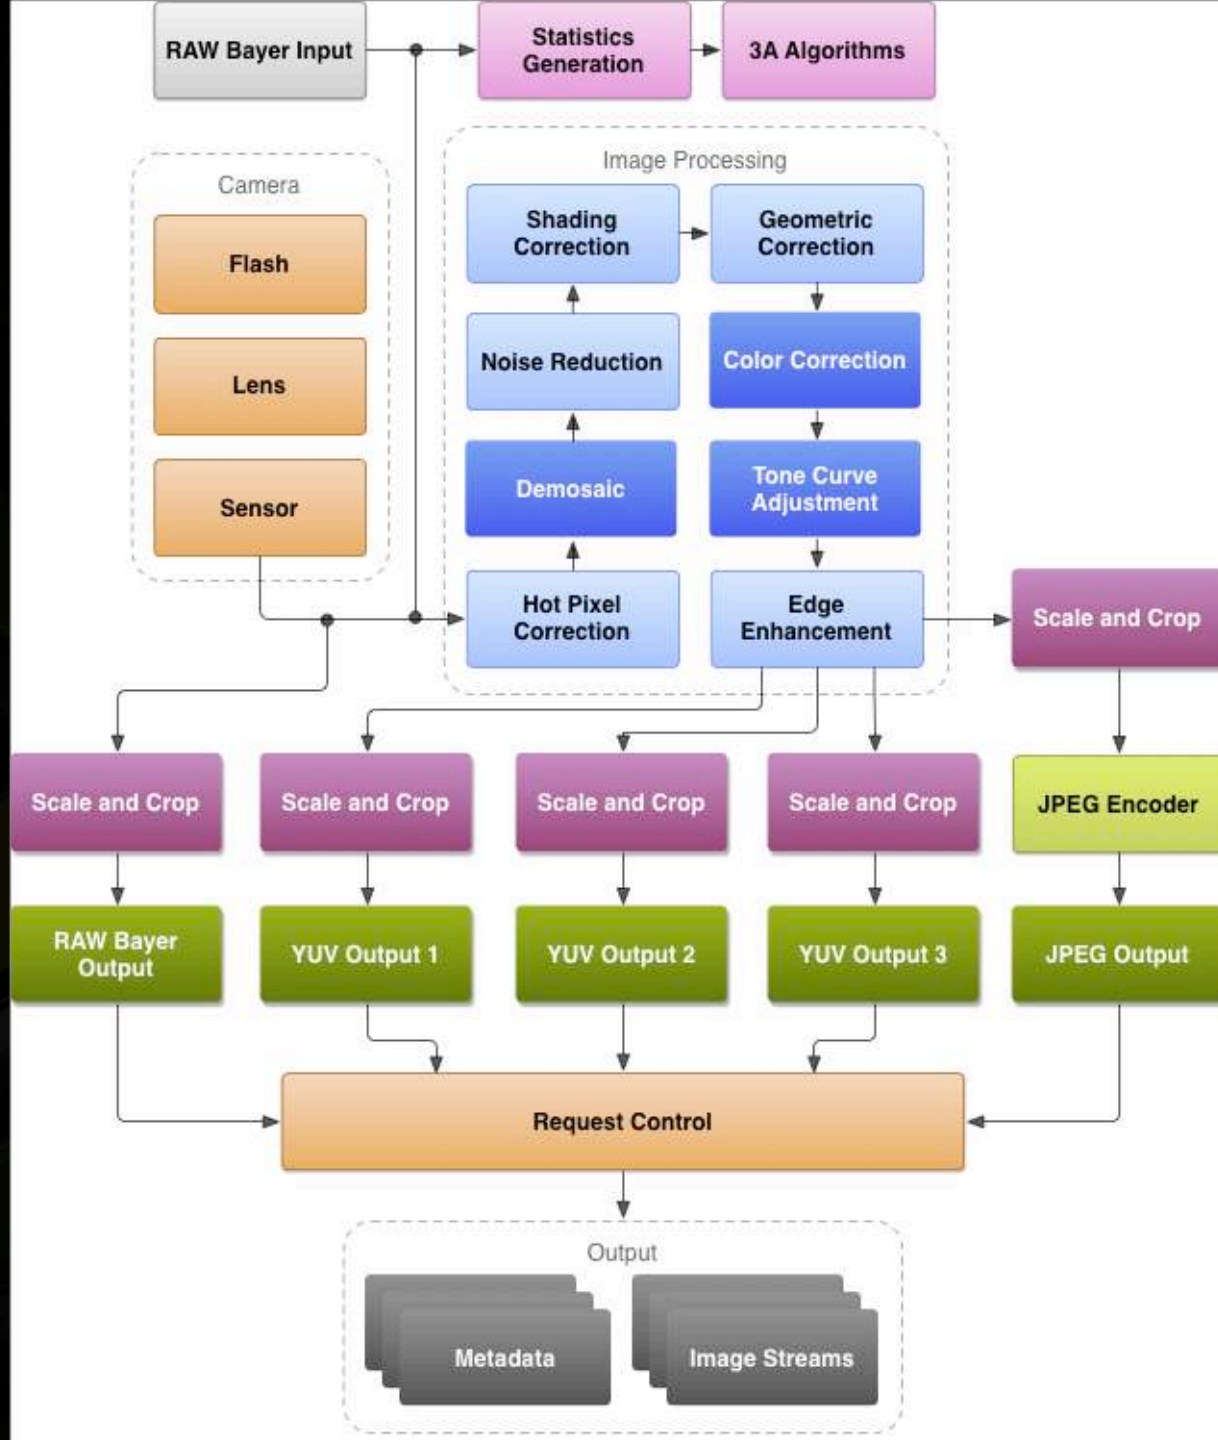 RAW Bayer Input
Statistics
Generation
3A Algorithms
Camera
Flash
Lens
Sensor
Image Processing
Shading
Correction
Geometric
Correction
Noise Reduction
Color Correction
Demosaic
Tone Curve
Adjustment
Hot Pixel
Correction
Edge
Enhancement
Scale and Crop
Scale and Crop
Scale and Crop
Scale and Crop
Scale and Crop
JPEG Encoder
RAW Bayer
Output
YUV Output 1
YUV Output 2
YUV Output 3
JPEG Output
Request Control
Output
Metadata
Image Streams